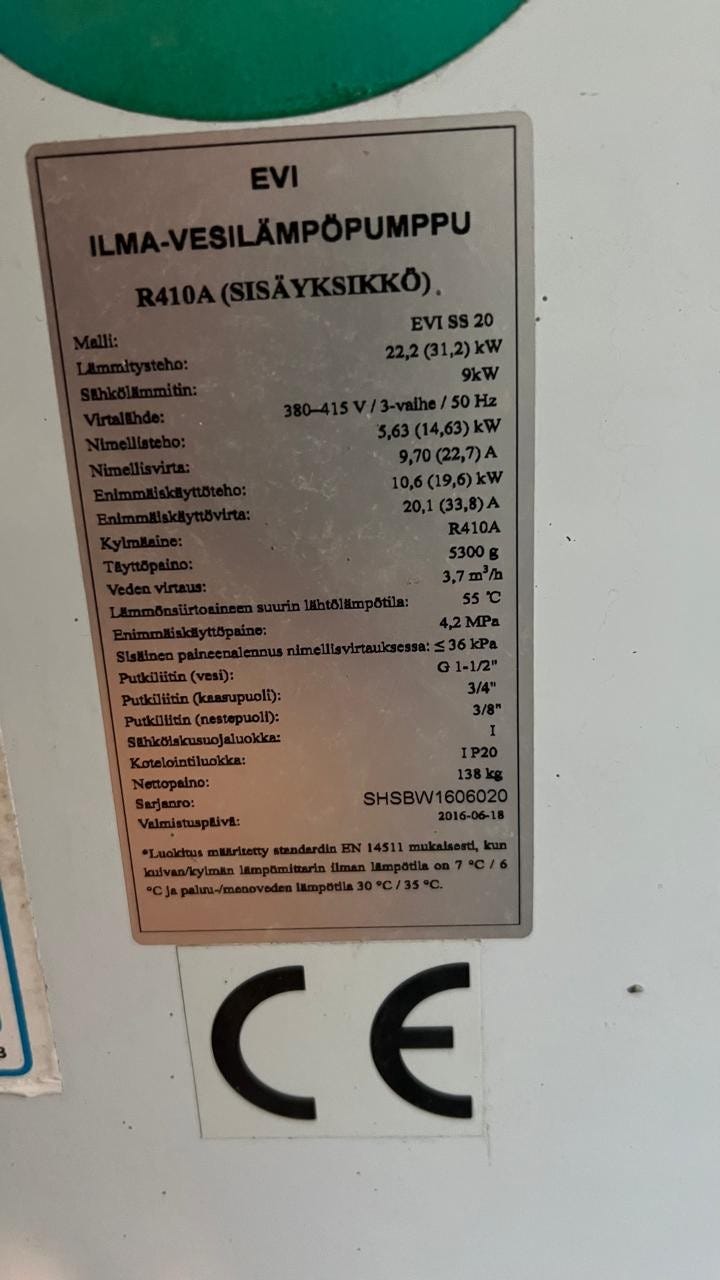 EVI
ILMA-VESILÄMPÖPUMPPU
R410A (SISÄYKSIKKÖ).
Malli: EVI SS 20
Lämmitysteho: 22,2 (31,2) kW
Sähkölämmitin: 9kW
Virtalähde: 380–415 V / 3-vaihe / 50 Hz
Nimellisteho: 5,63 (14,63) kW
Nimellisvirta: 9,70 (22,7) A
Enimmäiskäyttöteho: 10,6 (19,6) kW
Enimmäiskäyttövirta: 20,1 (33,8) A
Kylmäaine: R410A
Täyttöpaino: 5300 g
Veden virtaus: 3,7 m³/h
Lämmönsiirtoaineen suurin lähtölämpötila: 55 ℃
Enimmäiskäyttöpaine: 4,2 MPa
Sisäinen paineenalennus nimellisvirtauksessa: ≤ 36 kPa
Putkiliitin (vesi): G 1-1/2"
Putkiliitin (kaasupuoli): 3/4"
Putkiliitin (nestepuoli): 3/8"
Sähköiskusuojaluokka: I
Kotelointiluokka: I P20
Nettopaino: 138 kg
Sarjanro: SHSBW1606020
Valmistuspäivä: 2016-06-18
*Luokitus määritetty standardin EN 14511 mukaisesti, kun
kuivan/kylmän lämpömittarin ilman lämpötila on 7 °C / 6
°C ja paluu-/menoveden lämpötila 30 °C / 35 °C.
CE